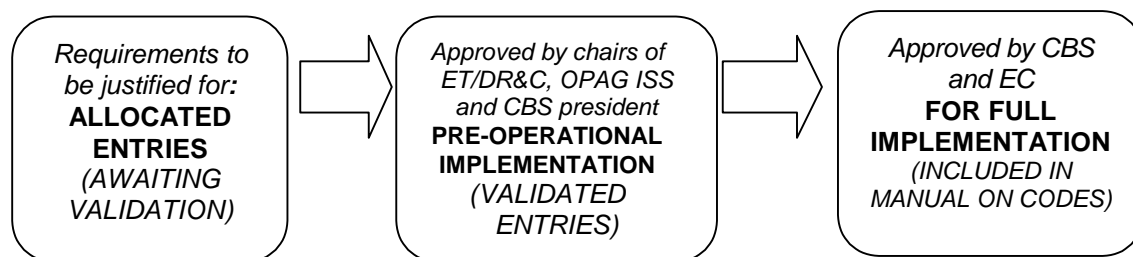 Requirements to
be justified for:
ALLOCATED
ENTRIES
(AWAITING
VALIDATION)
Approved by chairs of
ET/DR&C, OPAG ISS
and CBS president
PRE-OPERATIONAL
IMPLEMENTATION
(VALIDATED
ENTRIES)
Approved by CBS
and EC
FOR FULL
IMPLEMENTATION
(INCLUDED IN
MANUAL ON CODES)